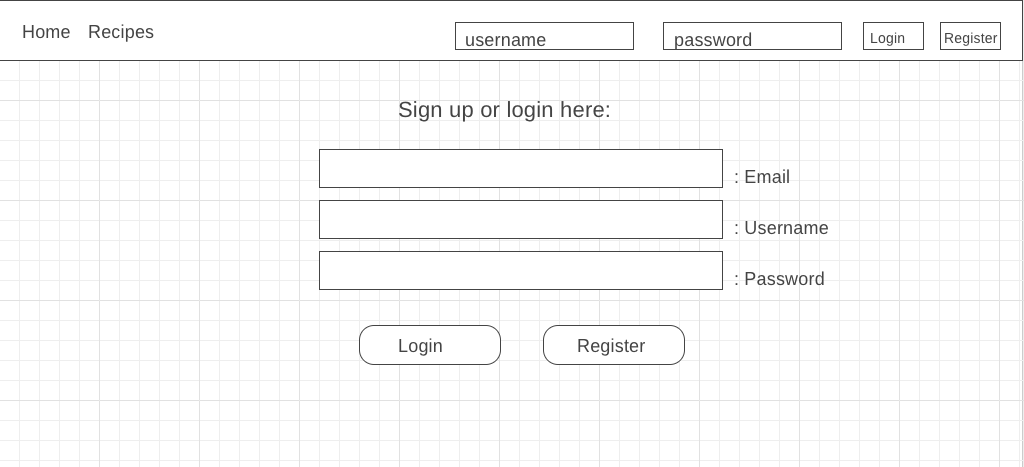 Home Recipes username password Login Register
Sign up or login here:
: Email
: Username
: Password
Login Register